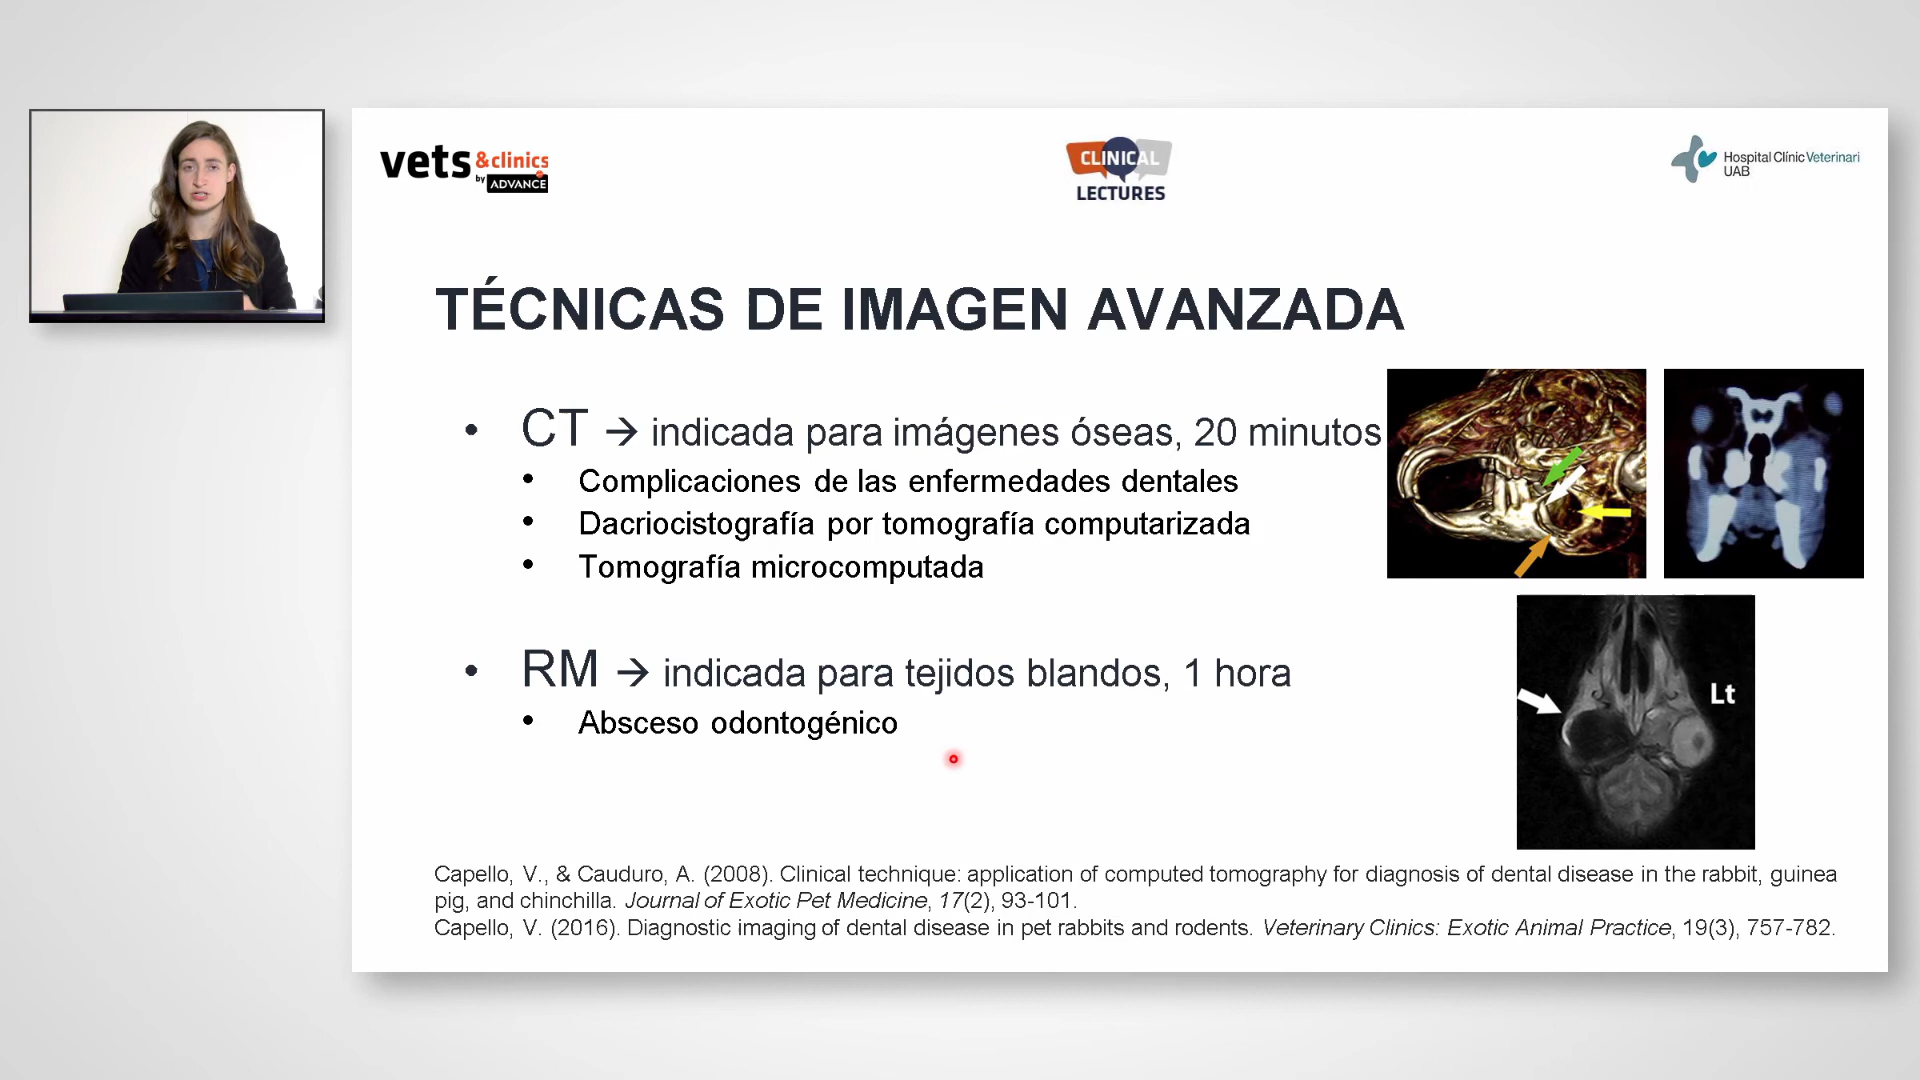 vets &clinics
by ADVANCE
CLINICAL
LECTURES
Hospital Clínic Veterinari
UAB
TÉCNICAS DE IMAGEN AVANZADA
• CT → indicada para imágenes óseas, 20 minutos
• Complicaciones de las enfermedades dentales
• Dacriocistografía por tomografía computarizada
• Tomografía microcomputada
• RM → indicada para tejidos blandos, 1 hora
• Absceso odontogénico
Lt
Capello, V., & Cauduro, A. (2008). Clinical technique: application of computed tomography for diagnosis of dental disease in the rabbit, guinea
pig, and chinchilla. Journal of Exotic Pet Medicine, 17(2), 93-101.
Capello, V. (2016). Diagnostic imaging of dental disease in pet rabbits and rodents. Veterinary Clinics: Exotic Animal Practice, 19(3), 757-782.